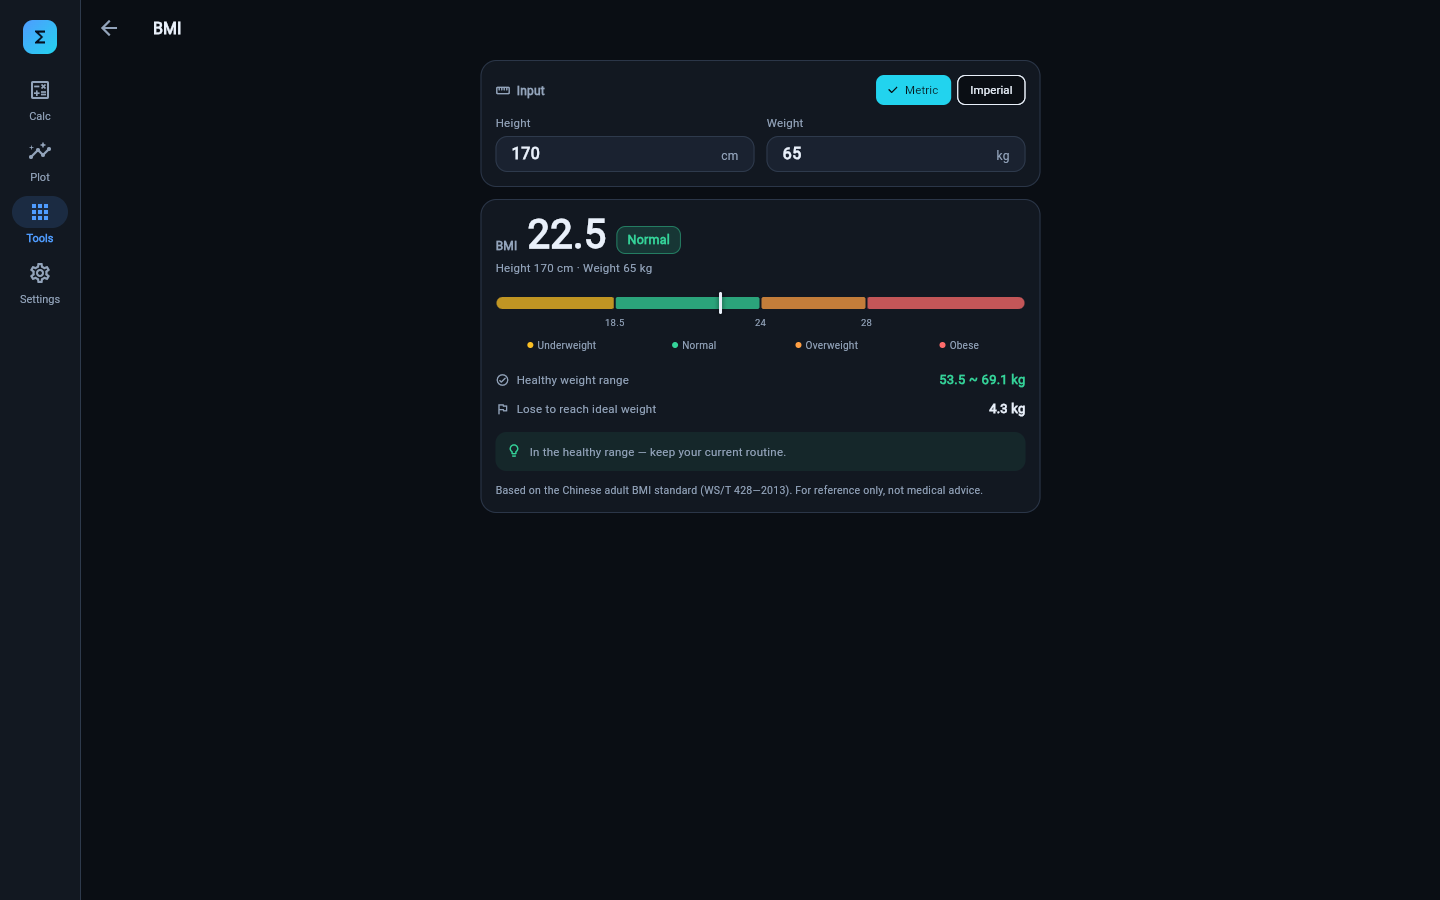 Σ
BMI
Calc
Plot
Tools
Settings
Input
Metric
Imperial
Height
Weight
170 cm
65 kg
BMI 22.5 Normal
Height 170 cm · Weight 65 kg
18.5 24 28
Underweight Normal Overweight Obese
Healthy weight range 53.5 ~ 69.1 kg
Lose to reach ideal weight 4.3 kg
In the healthy range — keep your current routine.
Based on the Chinese adult BMI standard (WS/T 428—2013). For reference only, not medical advice.